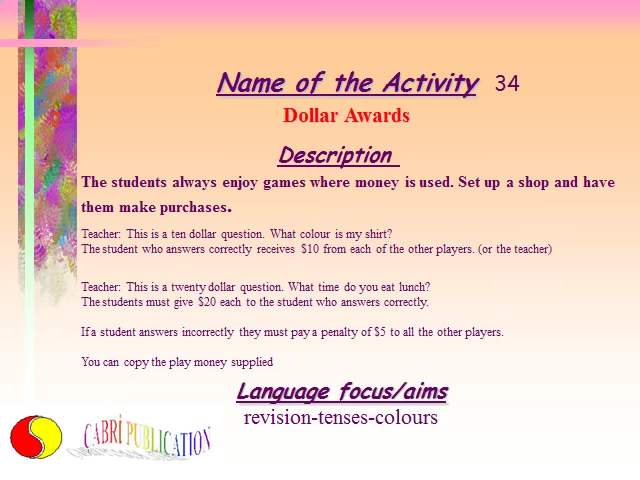 Name of the Activity 34
Dollar Awards
Description
The students always enjoy games where money is used. Set up a shop and have
them make purchases.
Teacher: This is a ten dollar question. What colour is my shirt?
The student who answers correctly receives $10 from each of the other players. (or the teacher)
Teacher: This is a twenty dollar question. What time do you eat lunch?
The students must give $20 each to the student who answers correctly.
If a student answers incorrectly they must pay a penalty of $5 to all the other players.
You can copy the play money supplied
Language focus/aims
revision-tenses-colours
CABRÍ PUBLICATION